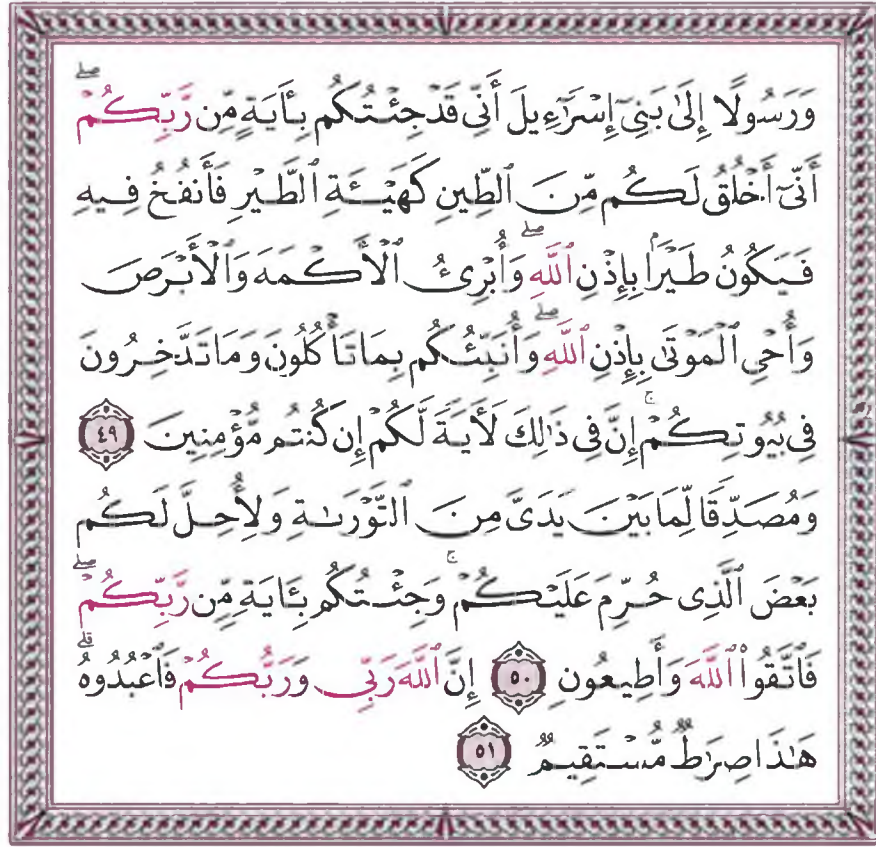 وَرَسُولًا إِلَىٰ بَنِىٓ إِسْرَٰٓءِيلَ أَنِّى قَدْ جِئْتُكُم بِـَٔايَةٍ مِّن رَّبِّكُمْ ۖ
أَنِّىٓ أَخْلُقُ لَكُم مِّنَ ٱلطِّينِ كَهَيْـَٔةِ ٱلطَّيْرِ فَأَنفُخُ فِيهِ
فَيَكُونُ طَيْرًۢا بِإِذْنِ ٱللَّهِ ۖ وَأُبْرِئُ ٱلْأَكْمَهَ وَٱلْأَبْرَصَ
وَأُحْىِ ٱلْمَوْتَىٰ بِإِذْنِ ٱللَّهِ ۖ وَأُنَبِّئُكُم بِمَا تَأْكُلُونَ وَمَا تَدَّخِرُونَ
فِى بُيُوتِكُمْ ۚ إِنَّ فِى ذَٰلِكَ لَـَٔايَةً لَّكُمْ إِن كُنتُم مُّؤْمِنِينَ ٤٩
وَمُصَدِّقًا لِّمَا بَيْنَ يَدَىَّ مِنَ ٱلتَّوْرَىٰةِ وَلِأُحِلَّ لَكُم
بَعْضَ ٱلَّذِى حُرِّمَ عَلَيْكُمْ ۚ وَجِئْتُكُم بِـَٔايَةٍ مِّن رَّبِّكُمْ ۖ
فَٱتَّقُوا۟ ٱللَّهَ وَأَطِيعُونِ ٥٠ إِنَّ ٱللَّهَ رَبِّى وَرَبُّكُمْ فَٱعْبُدُوهُ ۗ
هَـٰذَا صِرَٰطٌ مُّسْتَقِيمٌ ٥١